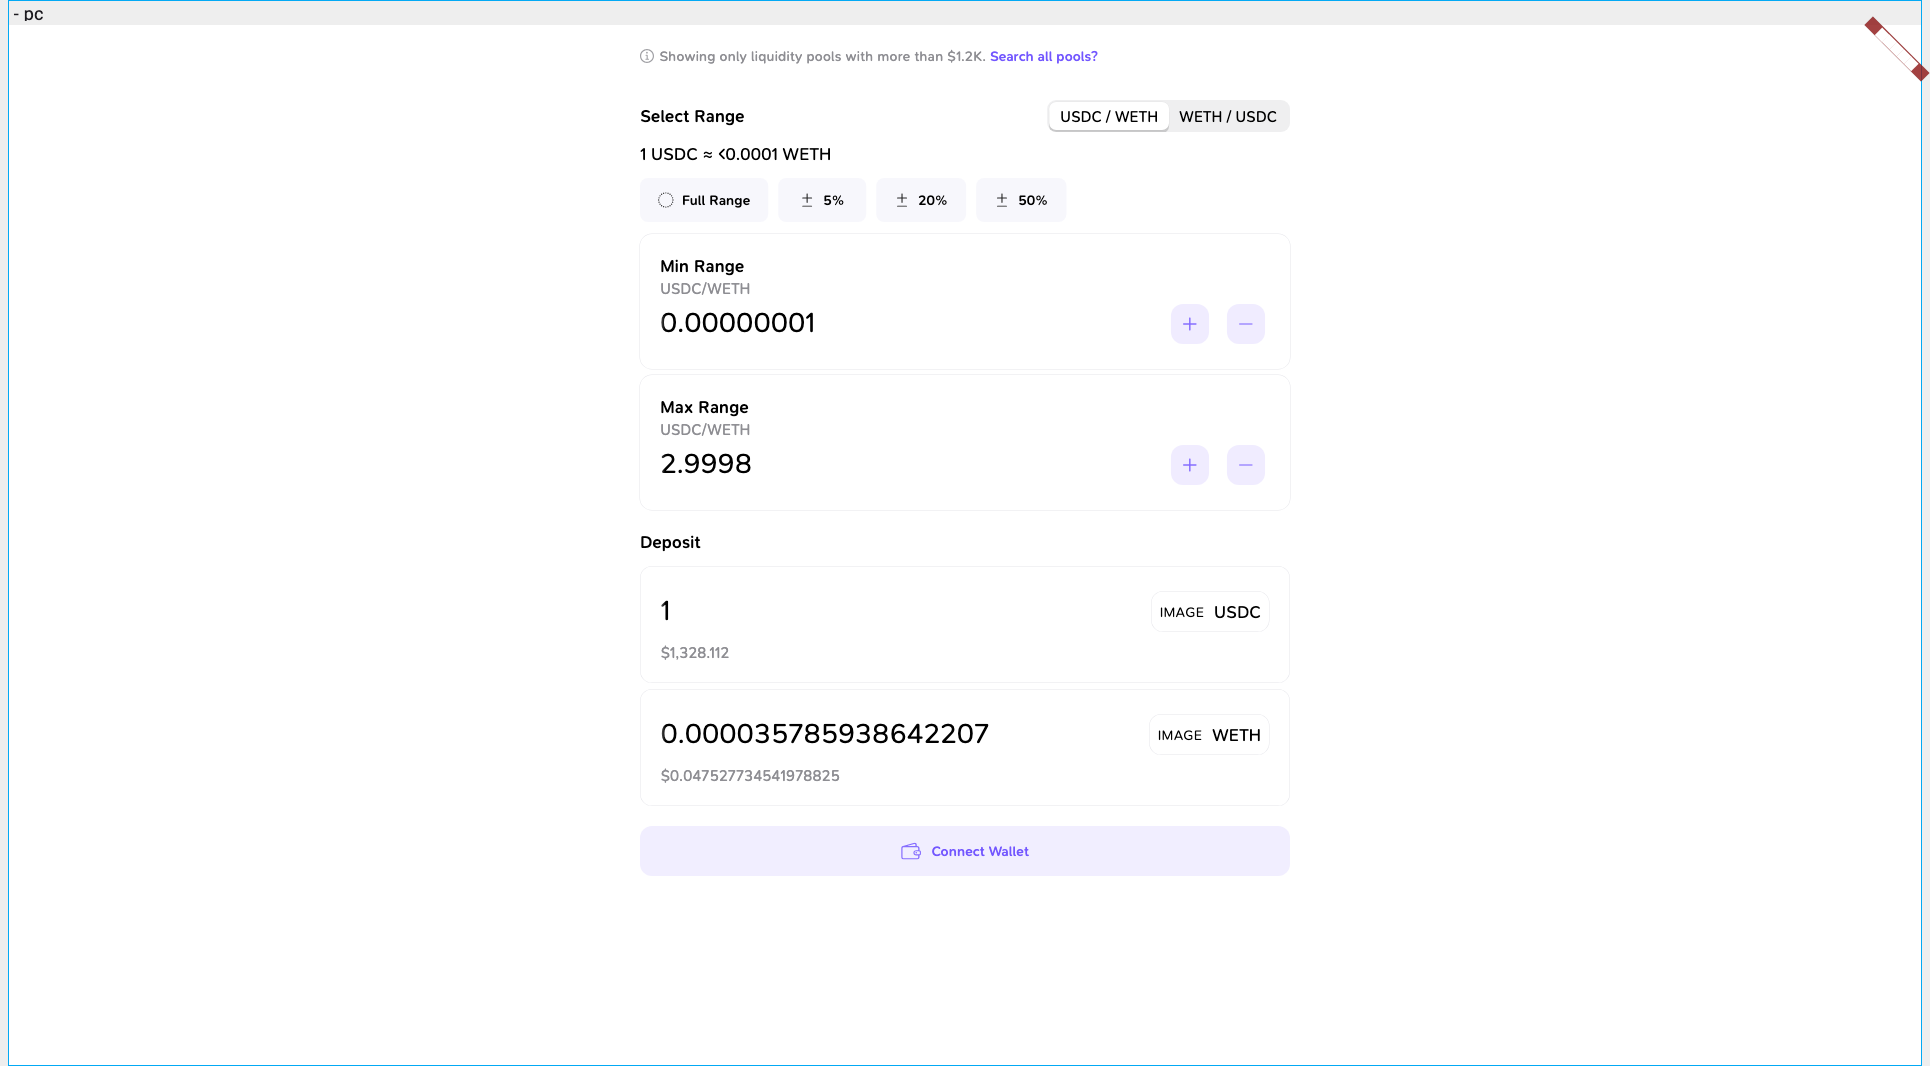 - pc
Showing only liquidity pools with more than $1.2K. Search all pools?
Select Range
USDC / WETH WETH / USDC
1 USDC ≈ <0.0001 WETH
Full Range ± 5% ± 20% ± 50%
Min Range
USDC/WETH
0.00000001
Max Range
USDC/WETH
2.9998
Deposit
1 IMAGE USDC
$1,328.112
0.000035785938642207 IMAGE WETH
$0.047527734541978825
Connect Wallet